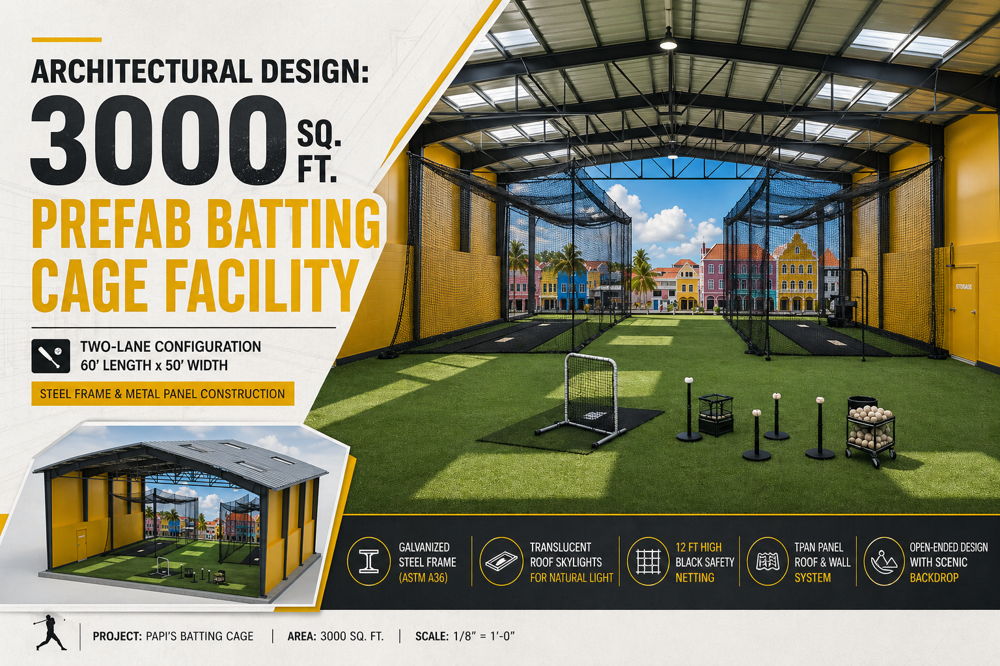 ARCHITECTURAL DESIGN:
3000 SQ. FT.
PREFAB BATTING
CAGE FACILITY
TWO-LANE CONFIGURATION
60' LENGTH x 50' WIDTH
STEEL FRAME & METAL PANEL CONSTRUCTION
STORAGE
GALVANIZED
STEEL FRAME
(ASTM A36)
TRANSLUCENT
ROOF SKYLIGHTS
FOR NATURAL LIGHT
12 FT HIGH
BLACK SAFETY
NETTING
TPAN PANEL
ROOF & WALL
SYSTEM
OPEN-ENDED DESIGN
WITH SCENIC
BACKDROP
PROJECT: PAPI'S BATTING CAGE | AREA: 3000 SQ. FT. | SCALE: 1/8" = 1'-0"